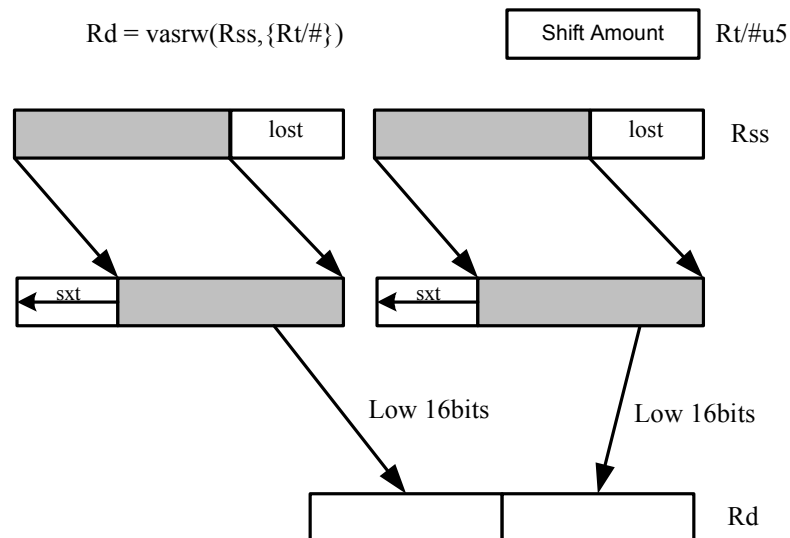 Rd = vasrw(Rss,{Rt/#})
Shift Amount
Rt/#u5
lost
lost
Rss
sxt
sxt
Low 16bits
Low 16bits
Rd